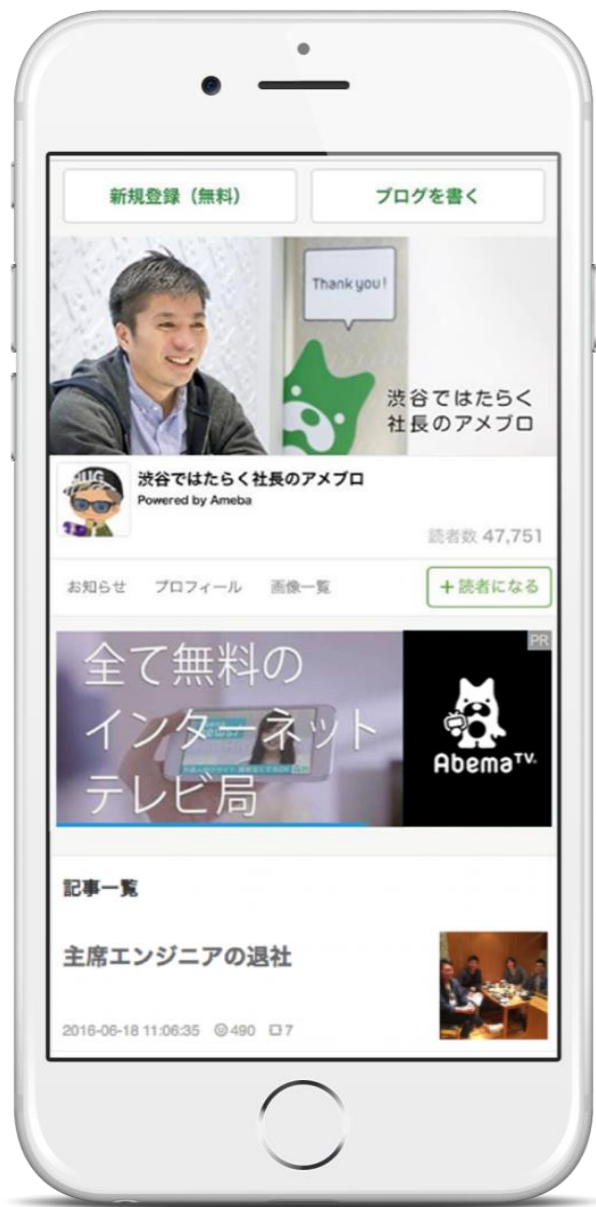 新規登録（無料）
ブログを書く
Thank you!
渋谷ではたらく
社長のアメブロ
渋谷ではたらく社長のアメブロ
Powered by Ameba
読者数 47,751
お知らせ
プロフィール
画像一覧
+読者になる
PR
全て無料の
インターネット
テレビ局
AbemaTV.
記事一覧
主席エンジニアの退社
2016-06-18 11:06:35
490
7